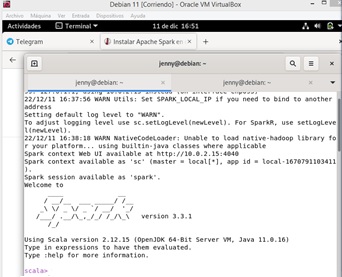 Debian 11 [Corriendo] - Oracle VM VirtualBox
Archivo Máquina Ver Entrada Dispositivos Ayuda
Actividades Terminal 11 de dic 16:51
Telegram
Instalar Apache Spark en
jenny@debian: ~
jenny@debian: ~ jenny@debian: ~
22/12/11 16:37:56 WARN Utils: Set SPARK_LOCAL_IP if you need to bind to another
address
Setting default log level to "WARN".
To adjust logging level use sc.setLogLevel(newLevel). For SparkR, use setLogLeve
l(newLevel).
22/12/11 16:38:18 WARN NativeCodeLoader: Unable to load native-hadoop library fo
r your platform... using builtin-java classes where applicable
Spark context Web UI available at http://10.0.2.15:4040
Spark context available as 'sc' (master = local[*], app id = local-1670791103411
).
Spark session available as 'spark'.
Welcome to
Spark version 3.3.1
Using Scala version 2.12.15 (OpenJDK 64-Bit Server VM, Java 11.0.16)
Type in expressions to have them evaluated.
Type :help for more information.
scala>